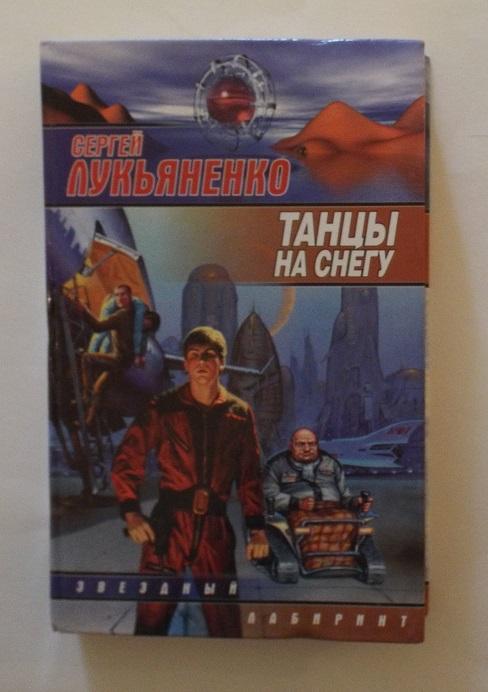 СЕРГЕЙ
ЛУКЬЯНЕНКО
ТАНЦЫ
НА СНЕГУ
ЗВЕЗДНЫЙ
ЛАБИРИНТ